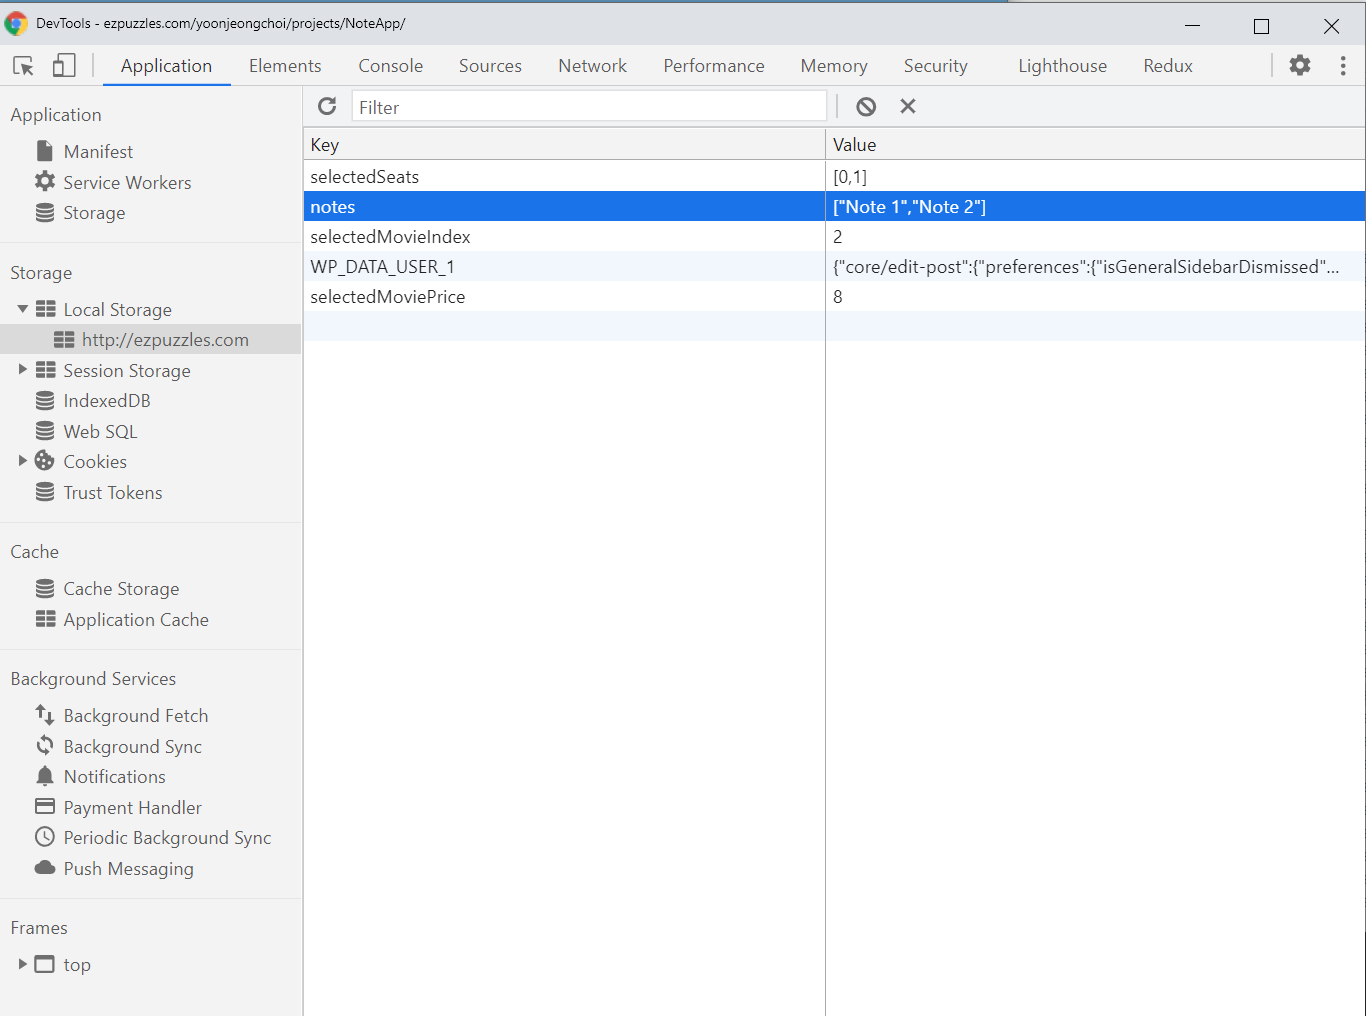 DevTools - ezpuzzles.com/yoonjeongchoi/projects/NoteApp/
Application Elements Console Sources Network Performance Memory Security Lighthouse Redux
Application
Manifest
Service Workers
Storage
Storage
Local Storage
http://ezpuzzles.com
Session Storage
IndexedDB
Web SQL
Cookies
Trust Tokens
Cache
Cache Storage
Application Cache
Background Services
Background Fetch
Background Sync
Notifications
Payment Handler
Periodic Background Sync
Push Messaging
Frames
top
Filter
Key Value
selectedSeats [0,1]
notes ["Note 1","Note 2"]
selectedMovieIndex 2
WP_DATA_USER_1 {"core/edit-post":{"preferences":{"isGeneralSidebarDismissed"...
selectedMoviePrice 8